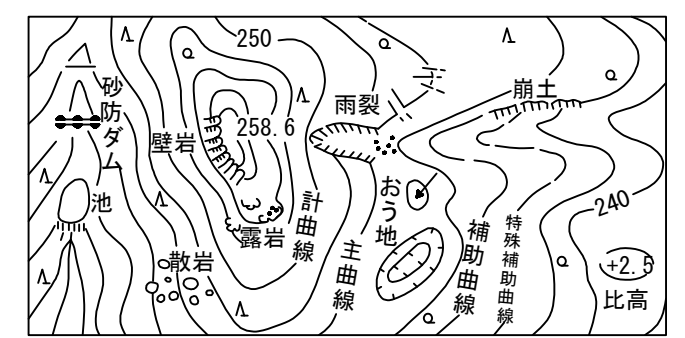 250
砂防ダム
崩土
雨裂
258.6
壁岩
池
おう地
計曲線
240
露岩
主曲線
補助曲線
特殊補助曲線
散岩
+2.5
比高